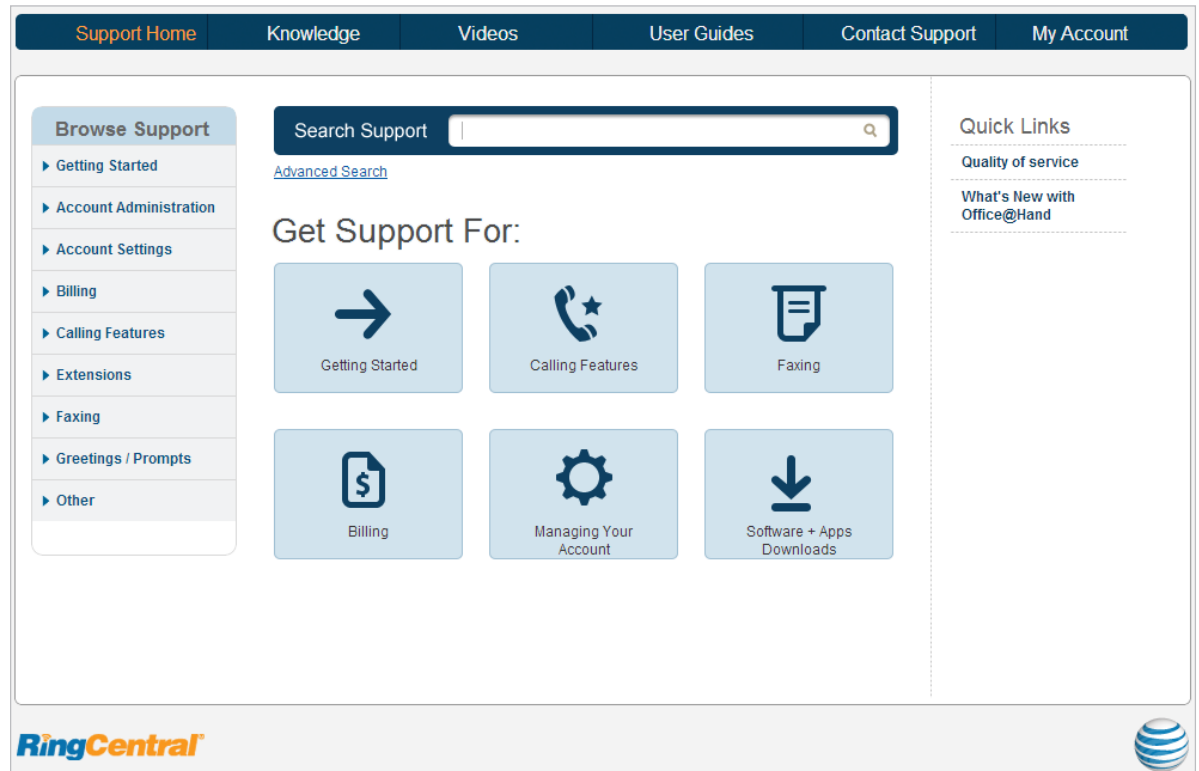 Support Home
Knowledge
Videos
User Guides
Contact Support
My Account
Browse Support
Getting Started
Account Administration
Account Settings
Billing
Calling Features
Extensions
Faxing
Greetings / Prompts
Other
Search Support
Advanced Search
Get Support For:
Getting Started
Calling Features
Faxing
$
Billing
Managing Your
Account
Software + Apps
Downloads
Quick Links
Quality of service
What's New with
Office@Hand
RingCentral